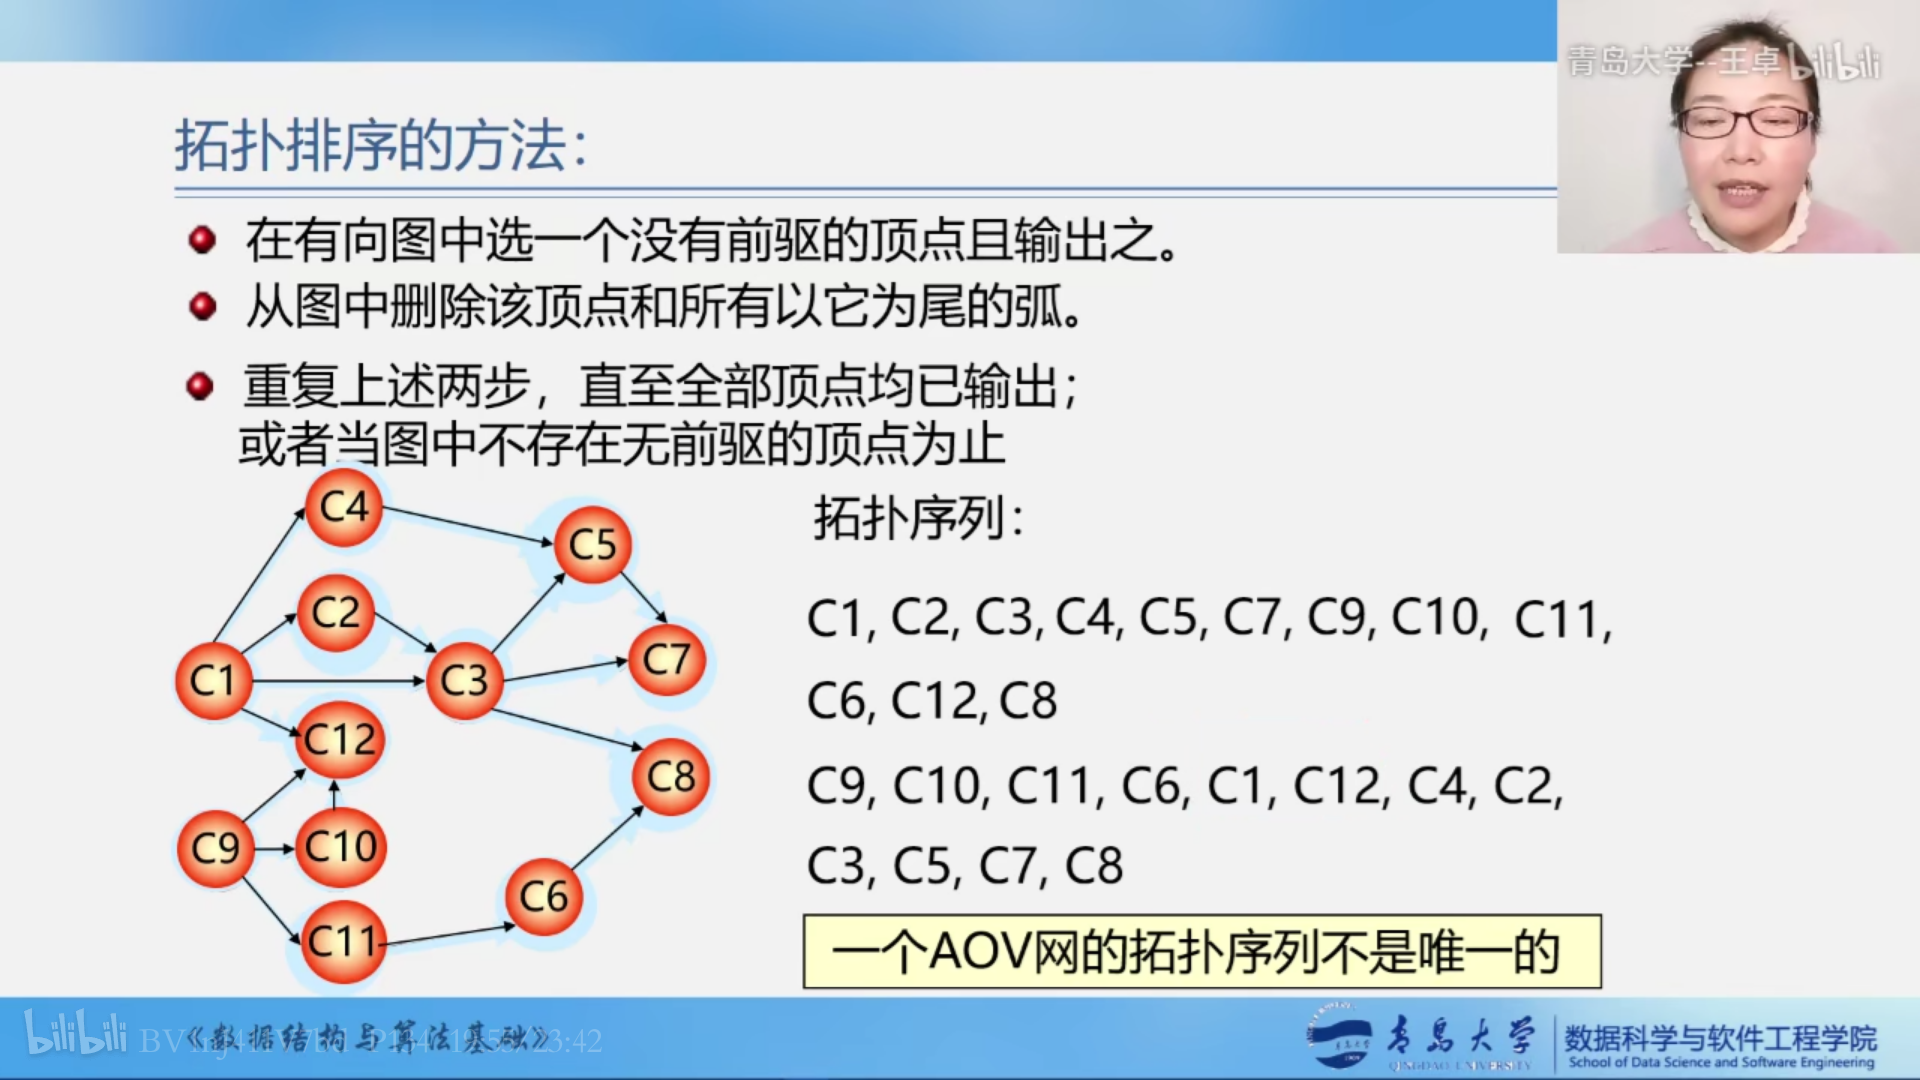 青岛大学--王卓 bilibili
拓扑排序的方法：
在有向图中选一个没有前驱的顶点且输出之。
从图中删除该顶点和所有以它为尾的弧。
重复上述两步，直至全部顶点均已输出；
或者当图中不存在无前驱的顶点为止
C4
C5
C2
C7
C1
C3
C12
C8
C9
C10
C6
C11
拓扑序列：
C1, C2, C3, C4, C5, C7, C9, C10, C11,
C6, C12, C8
C9, C10, C11, C6, C1, C12, C4, C2,
C3, C5, C7, C8
一个AOV网的拓扑序列不是唯一的
bilibili
《数据结构与算法基础》
23:42
青岛大学
QINGDAO UNIVERSITY
数据科学与软件工程学院
School of Data Science and Software Engineering